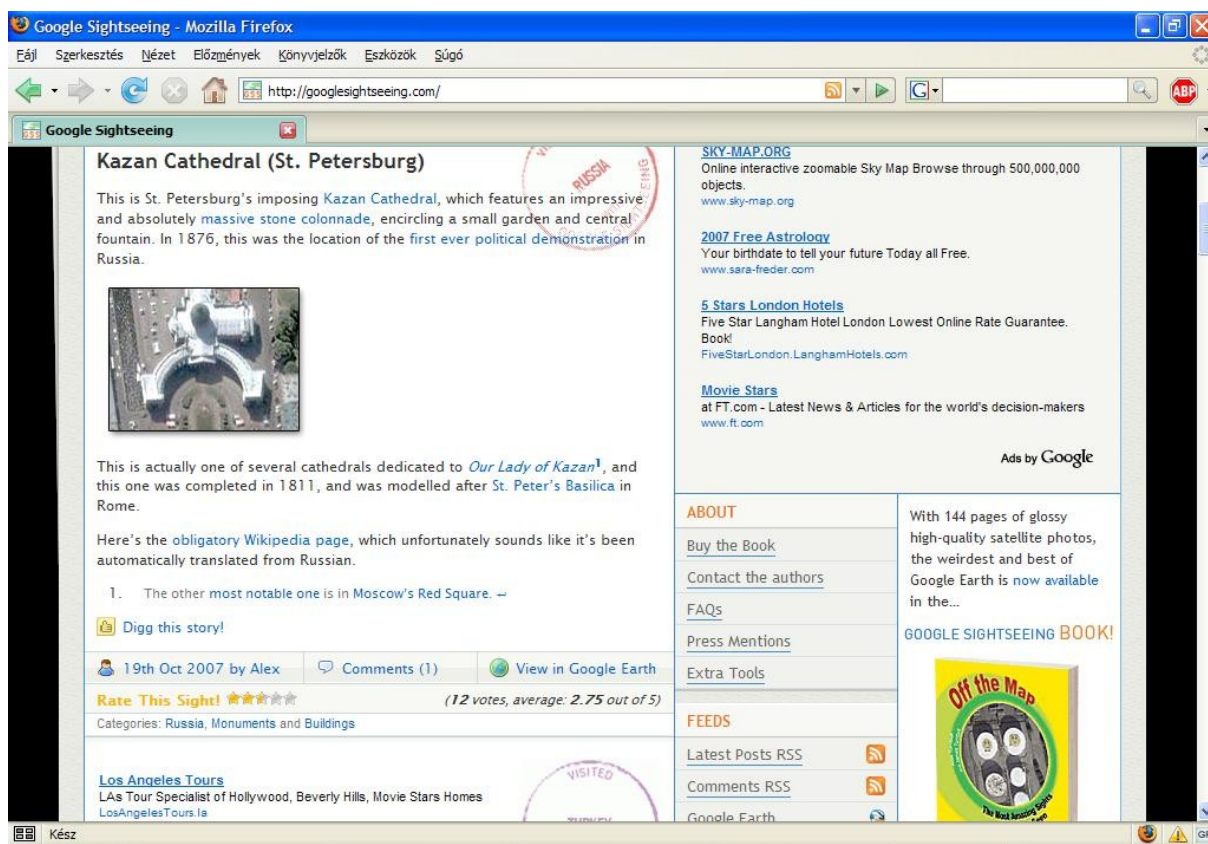 Google Sightseeing - Mozilla Firefox
Fájl Szerkesztés Nézet Előzmények Könyvjelzők Eszközök Súgó
http://googlesightseeing.com/
G
ABP
Google Sightseeing
Kazan Cathedral (St. Petersburg)
RUSSIA
This is St. Petersburg's imposing Kazan Cathedral, which features an impressive
and absolutely massive stone colonnade, encircling a small garden and central
fountain. In 1876, this was the location of the first ever political demonstration in
Russia.
This is actually one of several cathedrals dedicated to Our Lady of Kazan1, and
this one was completed in 1811, and was modelled after St. Peter's Basilica in
Rome.
Here's the obligatory Wikipedia page, which unfortunately sounds like it's been
automatically translated from Russian.
1. The other most notable one is in Moscow's Red Square. ↩
Digg this story!
19th Oct 2007 by Alex
Comments (1)
View in Google Earth
Rate This Sight!
(12 votes, average: 2.75 out of 5)
Categories: Russia, Monuments and Buildings
Los Angeles Tours
LAs Tour Specialist of Hollywood, Beverly Hills, Movie Stars Homes
LosAngelesTours.la
VISITED
SKY-MAP.ORG
Online interactive zoomable Sky Map Browse through 500,000,000
objects.
www.sky-map.org
2007 Free Astrology
Your birthdate to tell your future Today all Free.
www.sara-freder.com
5 Stars London Hotels
Five Star Langham Hotel London Lowest Online Rate Guarantee.
Book!
FiveStarLondon.LanghamHotels.com
Movie Stars
at FT.com - Latest News & Articles for the world's decision-makers
www.ft.com
Ads by Google
ABOUT
Buy the Book
Contact the authors
FAQs
Press Mentions
Extra Tools
FEEDS
Latest Posts RSS
Comments RSS
Google Earth
With 144 pages of glossy
high-quality satellite photos,
the weirdest and best of
Google Earth is now available
in the...
GOOGLE SIGHTSEEING BOOK!
Off the Map
The Most Amazing Sights
Kész